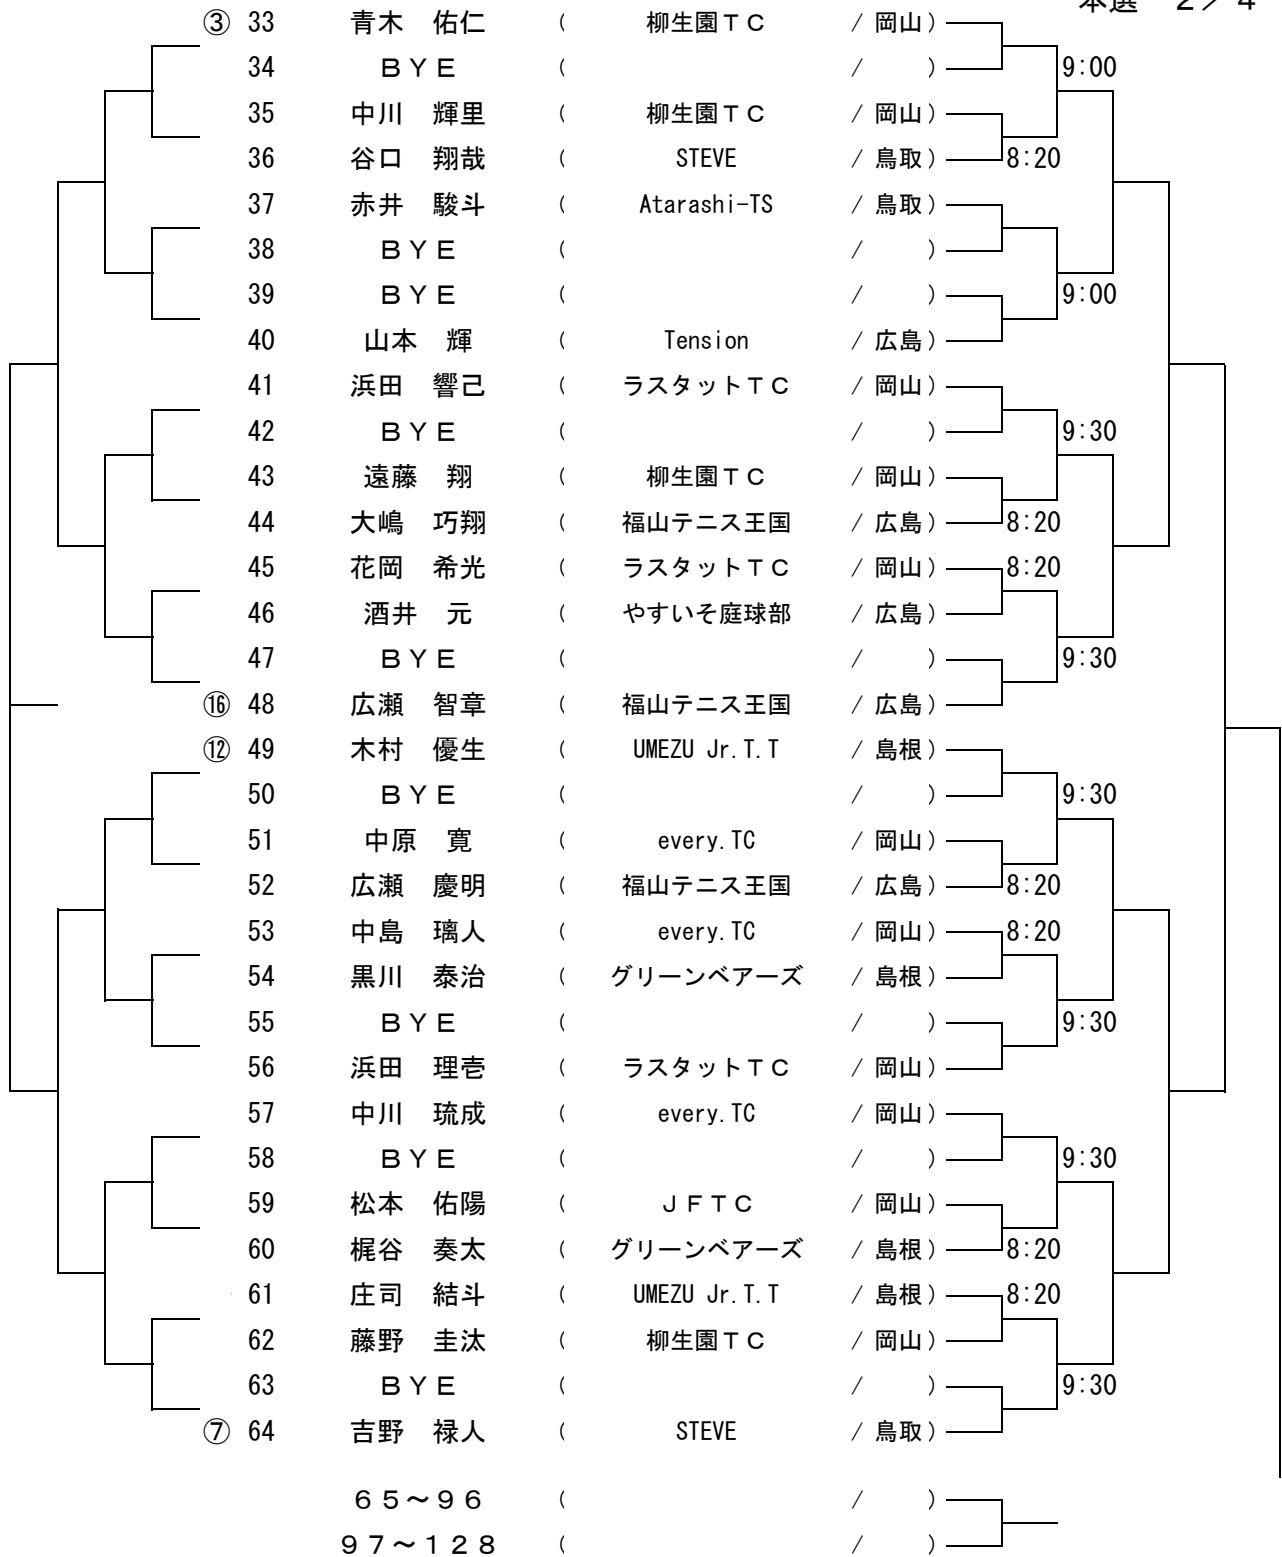 本選 ２／４
③ 33 青木 佑仁 ( 柳生園ＴＣ / 岡山 )
34 ＢＹＥ ( / ) 9:00
35 中川 輝里 ( 柳生園ＴＣ / 岡山 )
36 谷口 翔哉 ( STEVE / 鳥取 ) 8:20
37 赤井 駿斗 ( Atarashi-TS / 鳥取 )
38 ＢＹＥ ( / )
39 ＢＹＥ ( / ) 9:00
40 山本 輝 ( Tension / 広島 )
41 浜田 響己 ( ラスタットＴＣ / 岡山 )
42 ＢＹＥ ( / ) 9:30
43 遠藤 翔 ( 柳生園ＴＣ / 岡山 )
44 大嶋 巧翔 ( 福山テニス王国 / 広島 ) 8:20
45 花岡 希光 ( ラスタットＴＣ / 岡山 ) 8:20
46 酒井 元 ( やすいそ庭球部 / 広島 )
47 ＢＹＥ ( / ) 9:30
⑯ 48 広瀬 智章 ( 福山テニス王国 / 広島 )
⑫ 49 木村 優生 ( UMEZU Jr.T.T / 島根 )
50 ＢＹＥ ( / ) 9:30
51 中原 寛 ( every.TC / 岡山 )
52 広瀬 慶明 ( 福山テニス王国 / 広島 ) 8:20
53 中島 璃人 ( every.TC / 岡山 ) 8:20
54 黒川 泰治 ( グリーンベアーズ / 島根 )
55 ＢＹＥ ( / ) 9:30
56 浜田 理壱 ( ラスタットＴＣ / 岡山 )
57 中川 琉成 ( every.TC / 岡山 )
58 ＢＹＥ ( / ) 9:30
59 松本 佑陽 ( ＪＦＴＣ / 岡山 )
60 梶谷 奏太 ( グリーンベアーズ / 島根 ) 8:20
61 庄司 結斗 ( UMEZU Jr.T.T / 島根 ) 8:20
62 藤野 圭汰 ( 柳生園ＴＣ / 岡山 )
63 ＢＹＥ ( / ) 9:30
⑦ 64 吉野 禄人 ( STEVE / 鳥取 )
６５～９６ ( / )
９７～１２８ ( / )